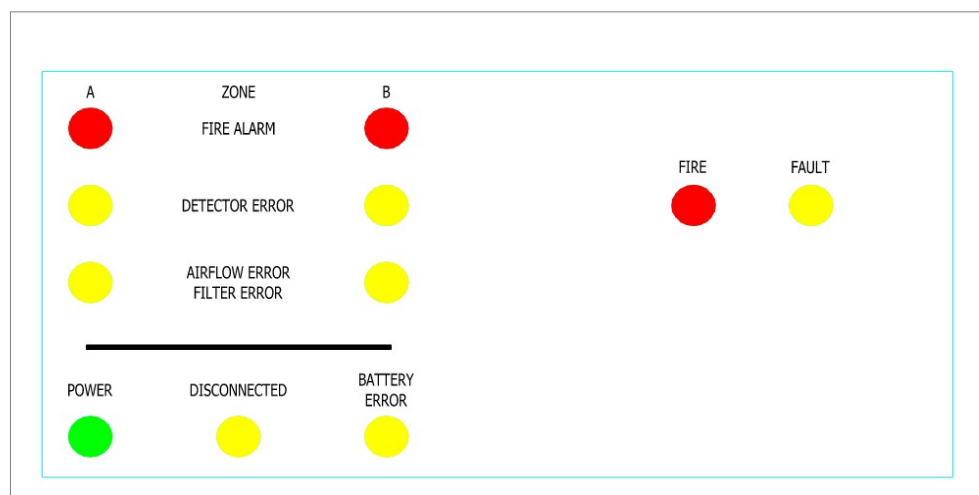 A ZONE B
FIRE ALARM
FIRE FAULT
DETECTOR ERROR
AIRFLOW ERROR
FILTER ERROR
POWER DISCONNECTED BATTERY
ERROR